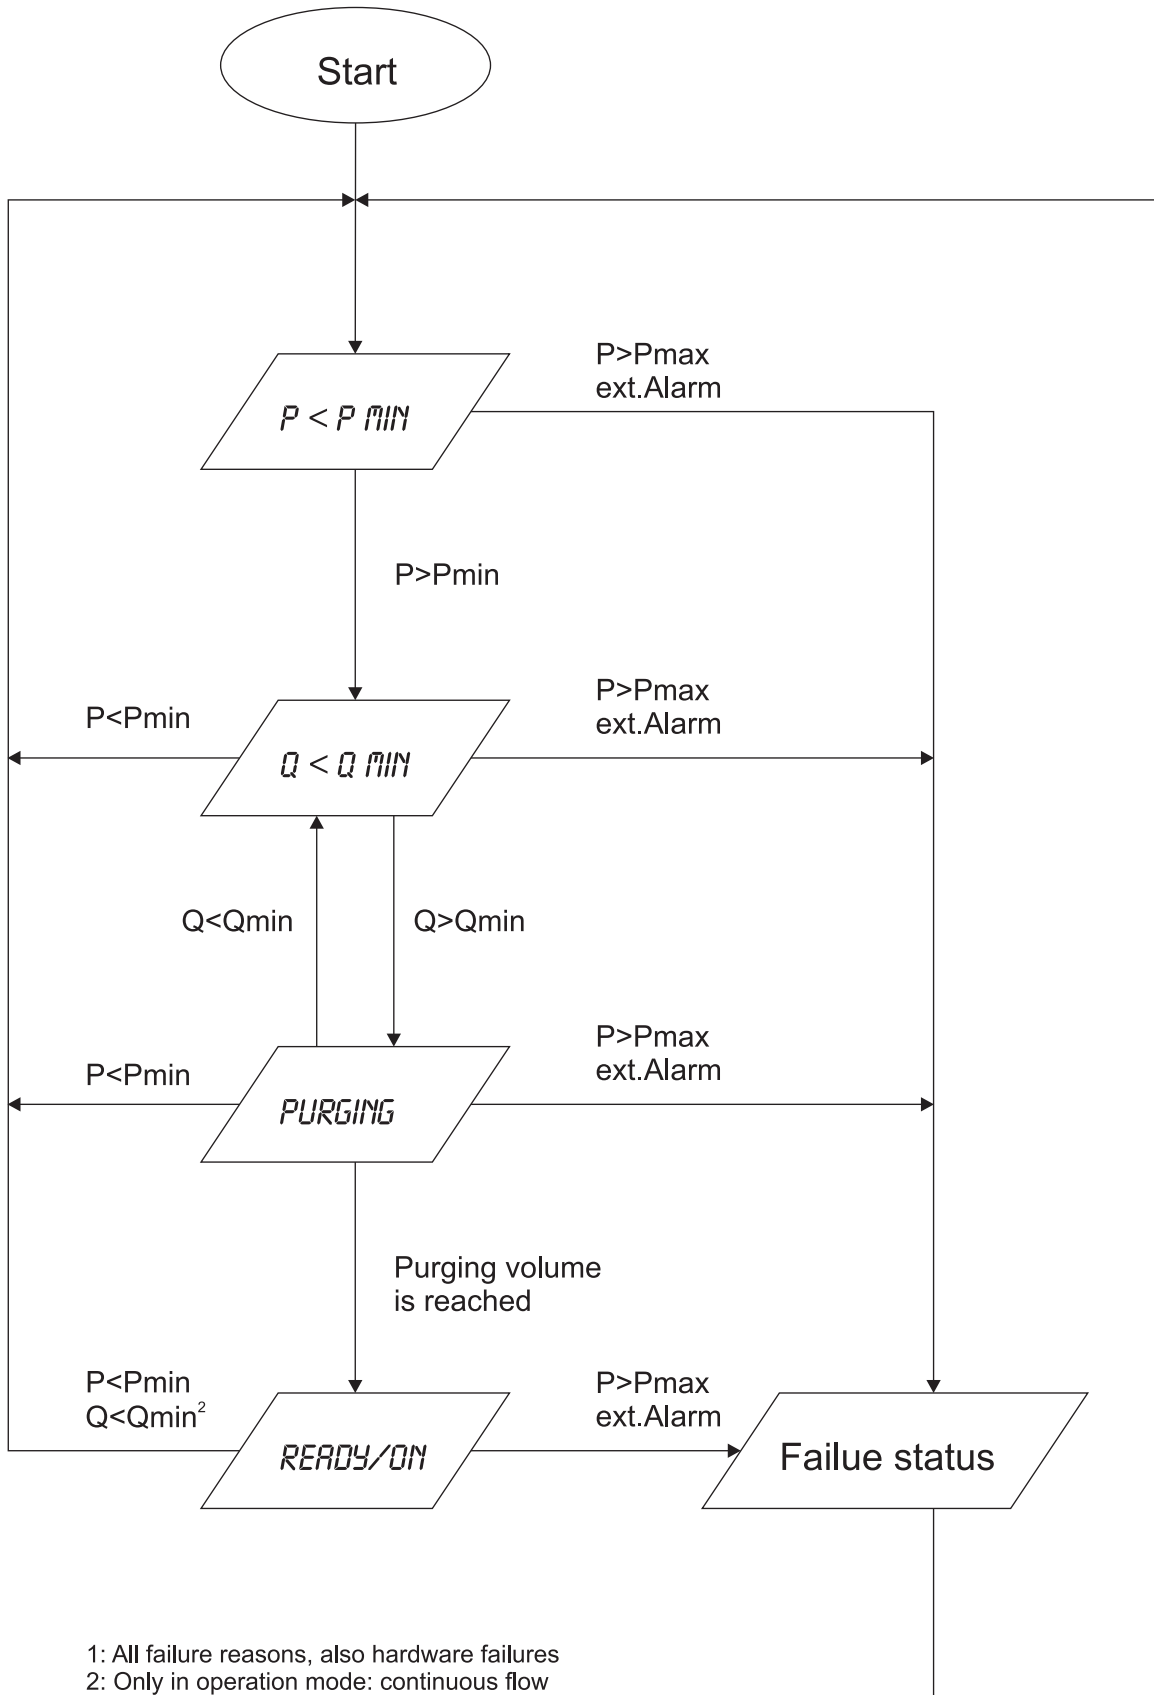 Start
P>Pmax
ext.Alarm
P < P MIN
P>Pmin
P>Pmax
ext.Alarm
P<Pmin
Q < Q MIN
Q<Qmin
Q>Qmin
P>Pmax
ext.Alarm
P<Pmin
PURGING
Purging volume
is reached
P<Pmin
Q<Qmin²
P>Pmax
ext.Alarm
READY/ON
Failue status
1: All failure reasons, also hardware failures
2: Only in operation mode: continuous flow